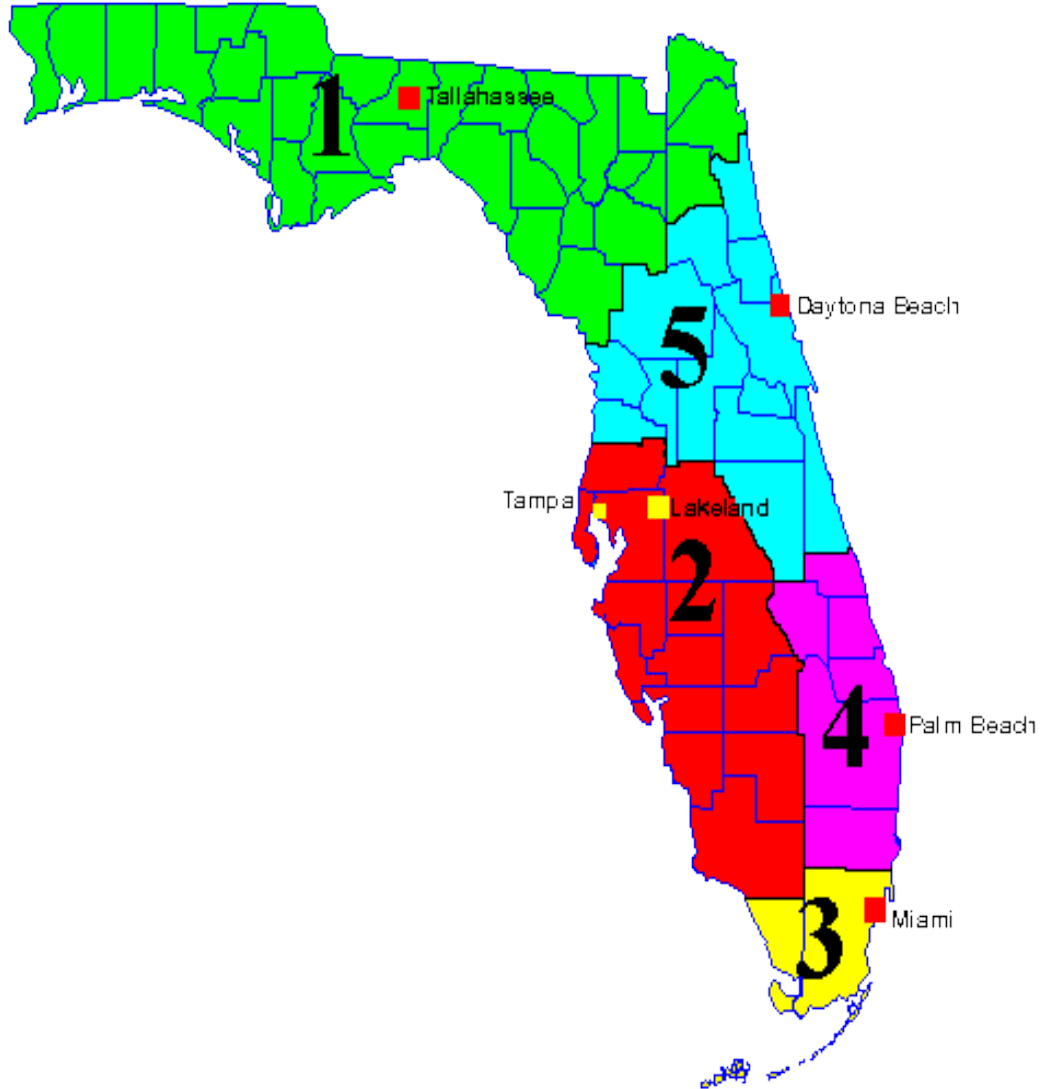 1
Tallahassee
Daytona Beach
5
Tampa
Lakeland
2
4
Palm Beach
3
Miami